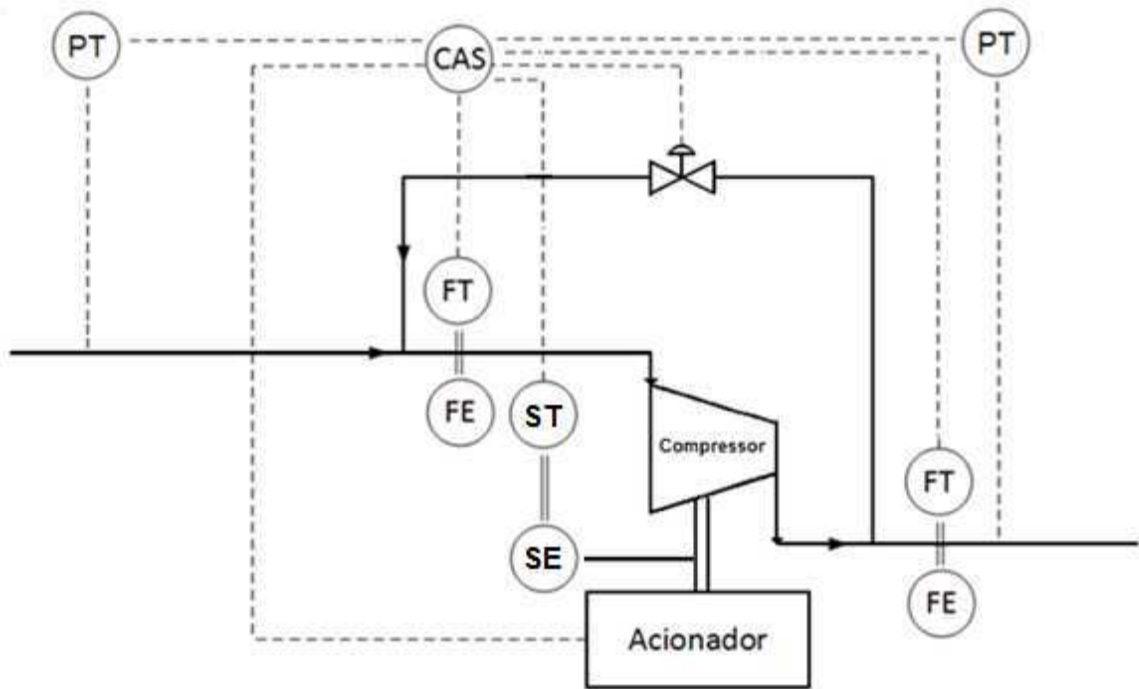 PT
CAS
PT
FT
FE
ST
Compressor
FT
SE
FE
Acionador